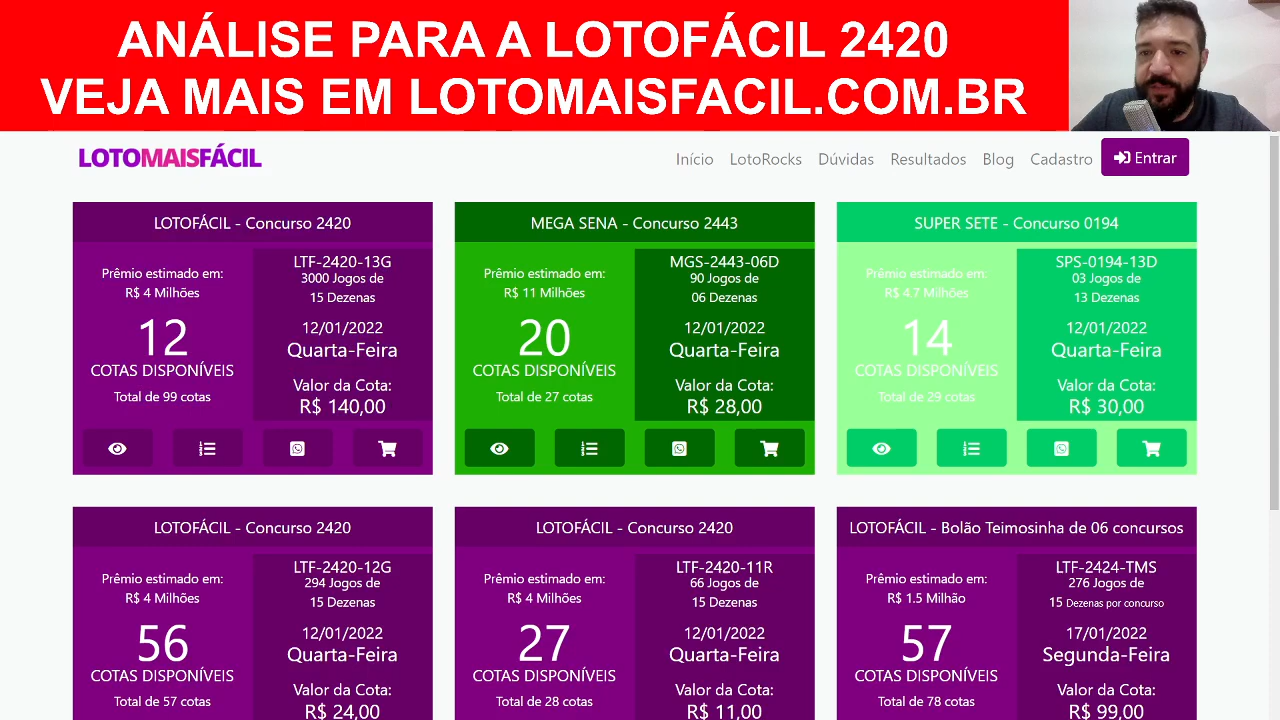 ANÁLISE PARA A LOTOFÁCIL 2420
VEJA MAIS EM LOTOMAISFACIL.COM.BR
LOTOMAISFÁCIL
Início
LotoRocks
Dúvidas
Resultados
Blog
Cadastro
Entrar
LOTOFÁCIL - Concurso 2420
Prêmio estimado em:
R$ 4 Milhões
12
COTAS DISPONÍVEIS
Total de 99 cotas
LTF-2420-13G
3000 Jogos de
15 Dezenas
12/01/2022
Quarta-Feira
Valor da Cota:
R$ 140,00
MEGA SENA - Concurso 2443
Prêmio estimado em:
R$ 11 Milhões
20
COTAS DISPONÍVEIS
Total de 27 cotas
MGS-2443-06D
90 Jogos de
06 Dezenas
12/01/2022
Quarta-Feira
Valor da Cota:
R$ 28,00
SUPER SETE - Concurso 0194
Prêmio estimado em:
R$ 4.7 Milhões
14
COTAS DISPONÍVEIS
Total de 29 cotas
SPS-0194-13D
03 Jogos de
13 Dezenas
12/01/2022
Quarta-Feira
Valor da Cota:
R$ 30,00
LOTOFÁCIL - Concurso 2420
Prêmio estimado em:
R$ 4 Milhões
56
COTAS DISPONÍVEIS
Total de 57 cotas
LTF-2420-12G
294 Jogos de
15 Dezenas
12/01/2022
Quarta-Feira
Valor da Cota:
R$ 24,00
LOTOFÁCIL - Concurso 2420
Prêmio estimado em:
R$ 4 Milhões
27
COTAS DISPONÍVEIS
Total de 28 cotas
LTF-2420-11R
66 Jogos de
15 Dezenas
12/01/2022
Quarta-Feira
Valor da Cota:
R$ 11,00
LOTOFÁCIL - Bolão Teimosinha de 06 concursos
Prêmio estimado em:
R$ 1.5 Milhão
57
COTAS DISPONÍVEIS
Total de 78 cotas
LTF-2424-TMS
276 Jogos de
15 Dezenas por concurso
17/01/2022
Segunda-Feira
Valor da Cota:
R$ 99,00